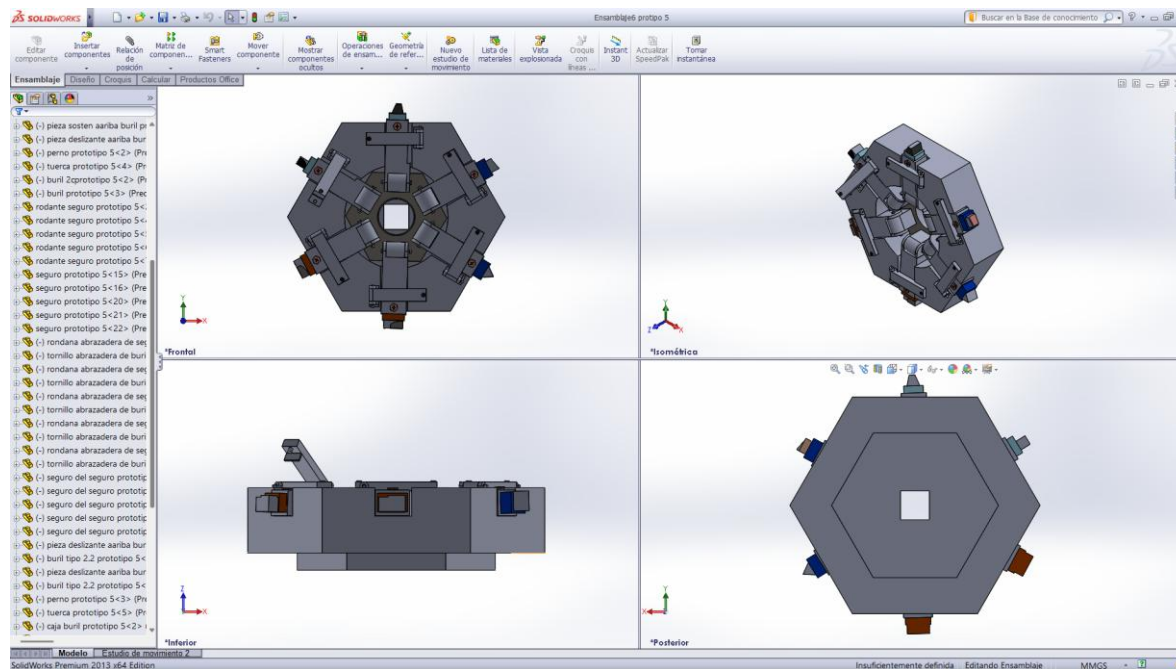 SOLIDWORKS
Ensamblaje6 protipo 5
Buscar en la Base de conocimiento
Editar componente
Insertar componentes
Relación de posición
Matriz de componen...
Smart Fasteners
Mover componente
Mostrar componentes ocultos
Operaciones de ensam...
Geometría de refer...
Nuevo estudio de movimiento
Lista de materiales
Vista explosionada
Croquis con líneas ...
Instant 3D
Actualizar SpeedPak
Tomar instantánea
Ensamblaje Diseño Croquis Calcular Productos Office
(-) pieza sosten aariba buril pr
(-) pieza deslizante aariba bur
(-) perno prototipo 5<2> (Pre
(-) tuerca prototipo 5<4> (Pr
(-) buril 2cprototipo 5<2> (Pr
(-) buril prototipo 5<3> (Prec
rodante seguro prototipo 5<
rodante seguro prototipo 5<
rodante seguro prototipo 5<
rodante seguro prototipo 5<
rodante seguro prototipo 5<
seguro prototipo 5<15> (Pre
seguro prototipo 5<16> (Pre
seguro prototipo 5<20> (Pre
seguro prototipo 5<21> (Pre
seguro prototipo 5<22> (Pre
(-) rondana abrazadera de seg
(-) tornillo abrazadera de buri
(-) rondana abrazadera de seg
(-) tornillo abrazadera de buri
(-) rondana abrazadera de seg
(-) tornillo abrazadera de buri
(-) rondana abrazadera de seg
(-) tornillo abrazadera de buri
(-) rondana abrazadera de seg
(-) tornillo abrazadera de buri
(-) seguro del seguro prototip
(-) seguro del seguro prototip
(-) seguro del seguro prototip
(-) seguro del seguro prototip
(-) seguro del seguro prototip
(-) pieza deslizante aariba bur
(-) buril tipo 2.2 prototipo 5<
(-) pieza deslizante aariba bur
(-) buril tipo 2.2 prototipo 5<
(-) perno prototipo 5<3> (Pre
(-) tuerca prototipo 5<5> (Pr
(-) caja buril prototipo 5<2>
Y
X
*Frontal
Y
Z X
*Isométrica
Z
X
*Inferior
Y
X
*Posterior
Modelo Estudio de movimiento 2
SolidWorks Premium 2013 x64 Edition
Insuficientemente definida Editando Ensamblaje MMGS